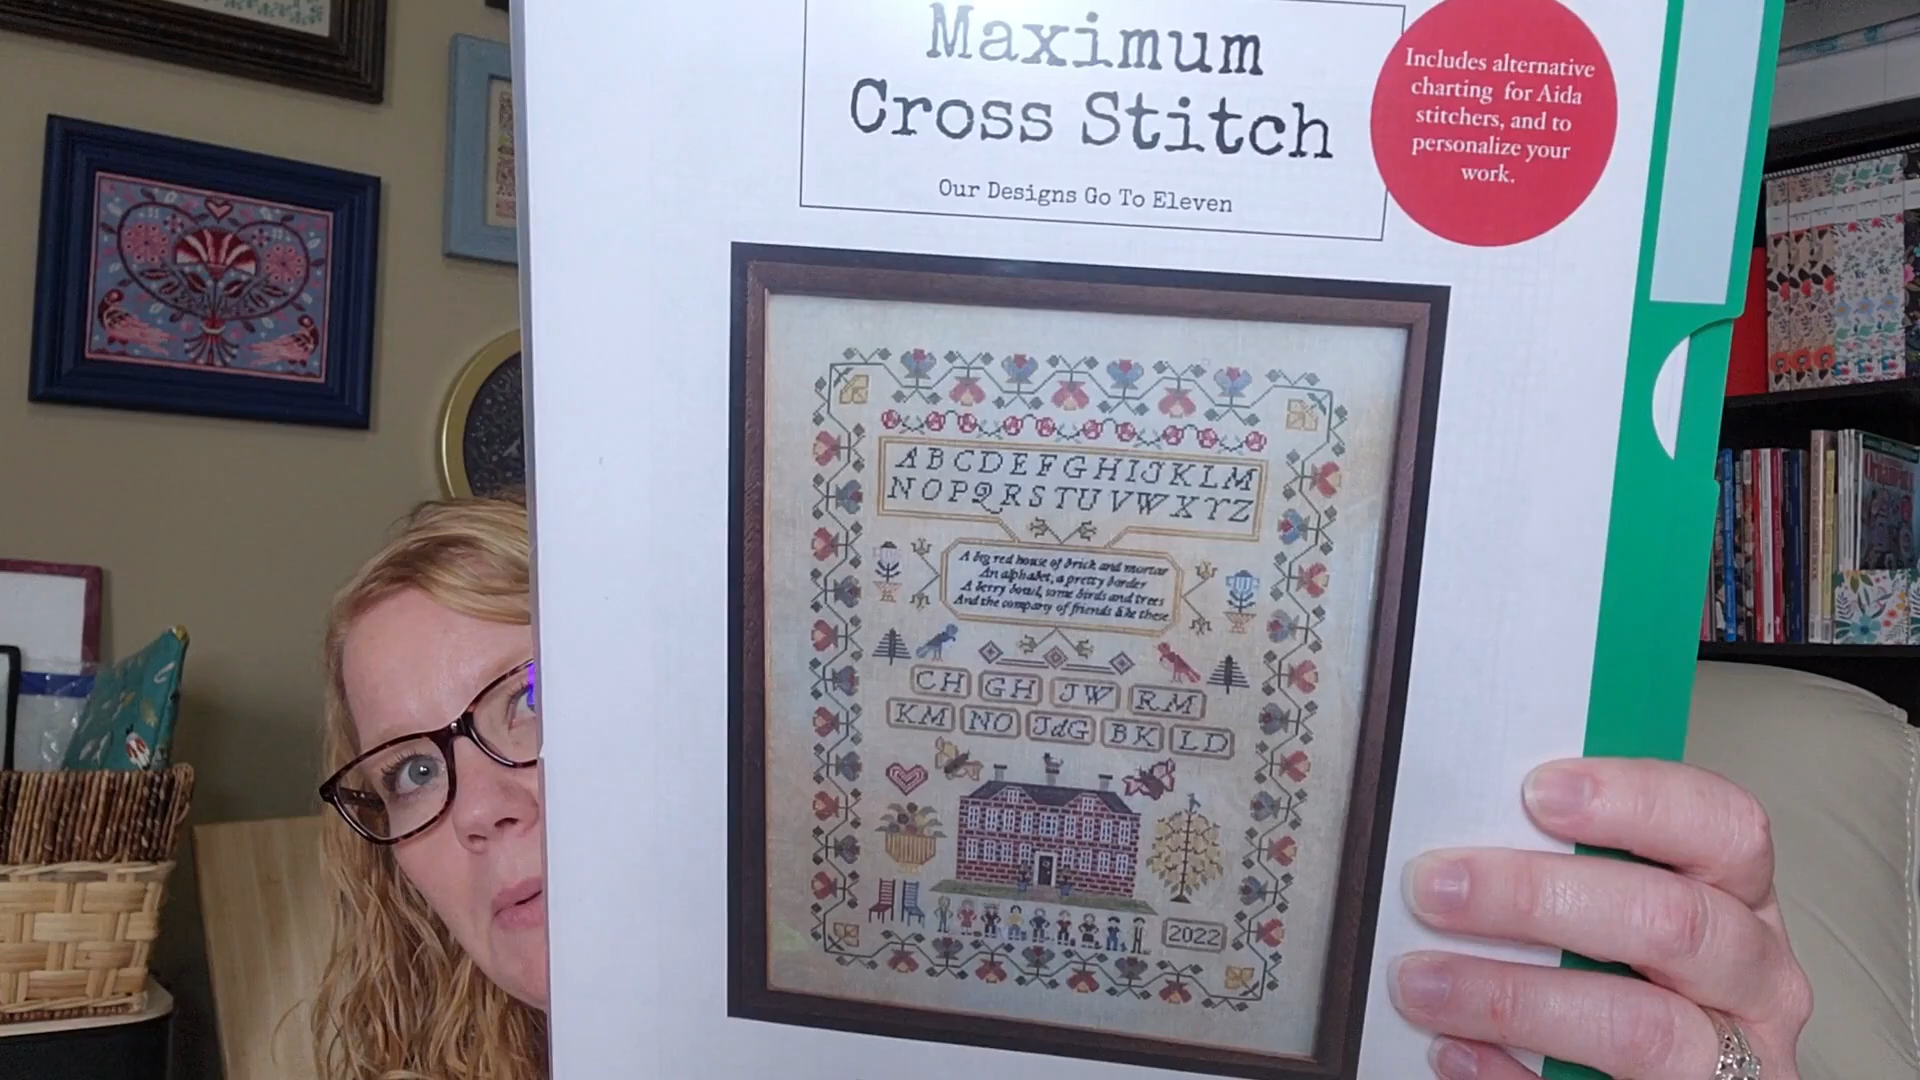 Maximum
Cross Stitch
Our Designs Go To Eleven
Includes alternative
charting for Aida
stitchers, and to
personalize your
work.
ABCDEFGHIJKLM
NOPQRSTUVWXYZ
A big red house of brick and mortar
An alphabet, a pretty border
A berry bowl, some birds and trees
And the company of friends like these
CH GH JW RM
KM NO JdG BK LD
2022